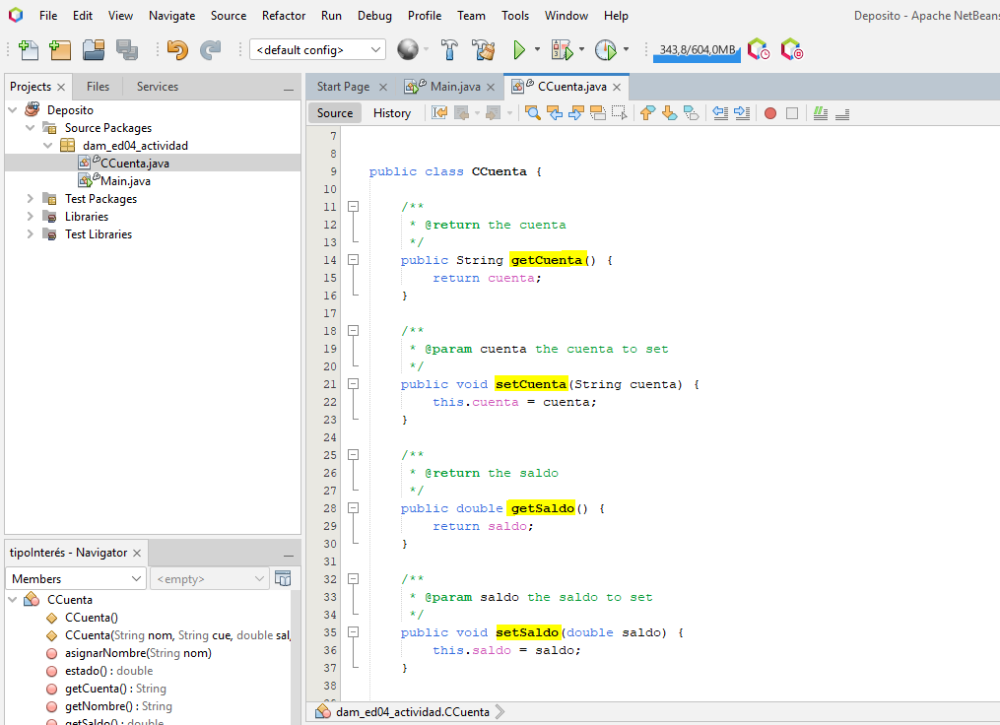 File Edit View Navigate Source Refactor Run Debug Profile Team Tools Window Help Deposito - Apache NetBeans
<default config> 343,8/604,0MB
Projects Files Services
Deposito
Source Packages
dam_ed04_actividad
CCuenta.java
Main.java
Test Packages
Libraries
Test Libraries
tipoInterés - Navigator
Members <empty>
CCuenta
CCuenta()
CCuenta(String nom, String cue, double sal,
asignarNombre(String nom)
estado() : double
getCuenta() : String
getNombre() : String
getSaldo() : double
Start Page Main.java CCuenta.java
Source History
7
8
9 public class CCuenta {
10
11 /**
12 * @return the cuenta
13 */
14 public String getCuenta() {
15 return cuenta;
16 }
17
18 /**
19 * @param cuenta the cuenta to set
20 */
21 public void setCuenta(String cuenta) {
22 this.cuenta = cuenta;
23 }
24
25 /**
26 * @return the saldo
27 */
28 public double getSaldo() {
29 return saldo;
30 }
31
32 /**
33 * @param saldo the saldo to set
34 */
35 public void setSaldo(double saldo) {
36 this.saldo = saldo;
37 }
38
dam_ed04_actividad.CCuenta